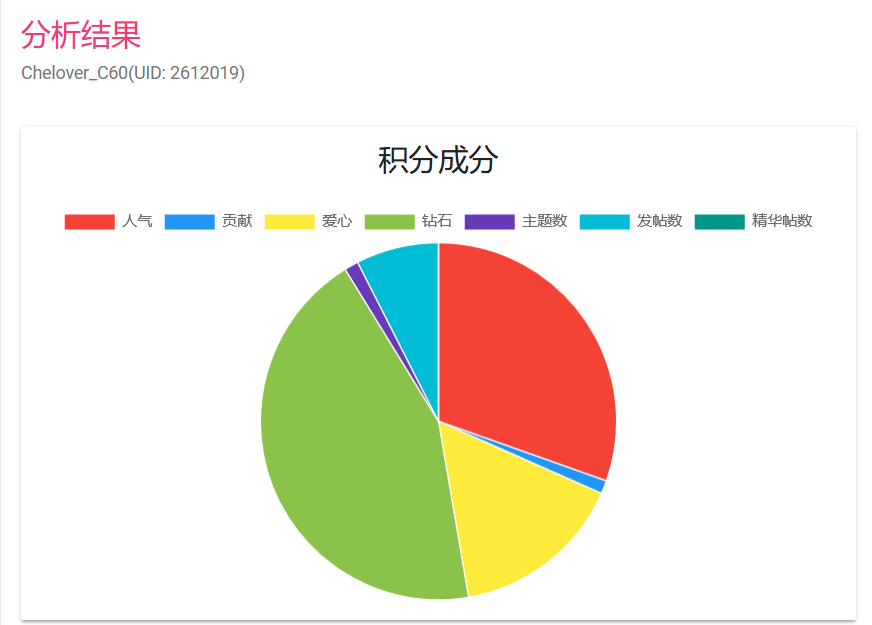 分析结果
Chelover_C60(UID: 2612019)
积分成分
人气 贡献 爱心 钻石 主题数 发帖数 精华帖数